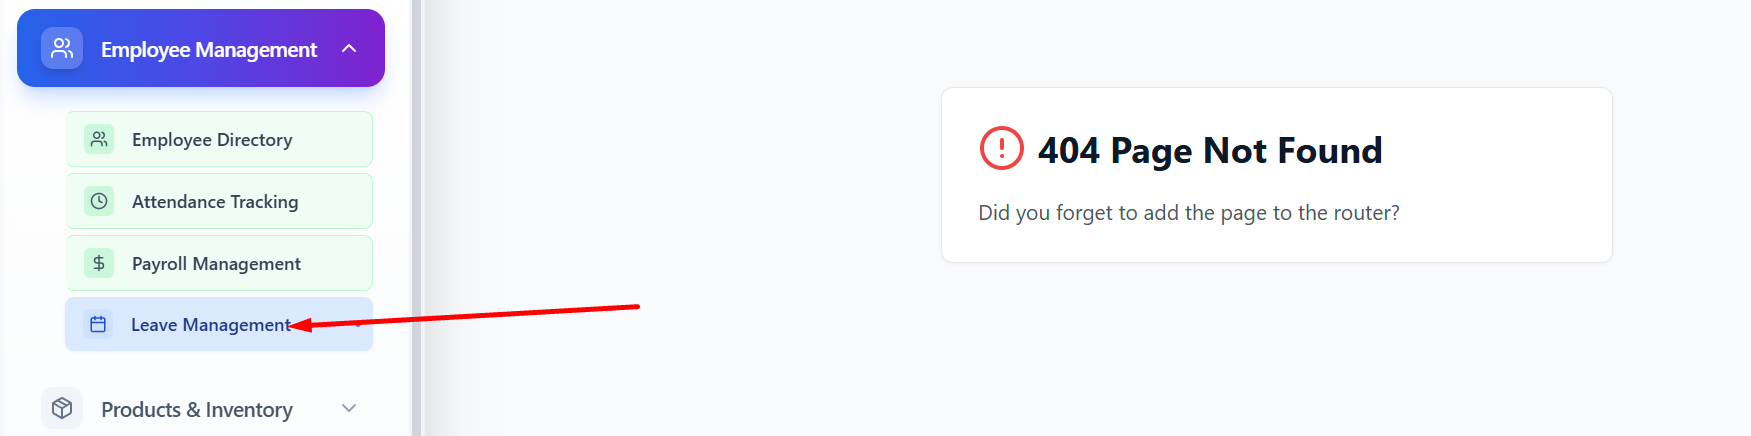 Employee Management
Employee Directory
Attendance Tracking
Payroll Management
Leave Management
Products & Inventory
404 Page Not Found
Did you forget to add the page to the router?